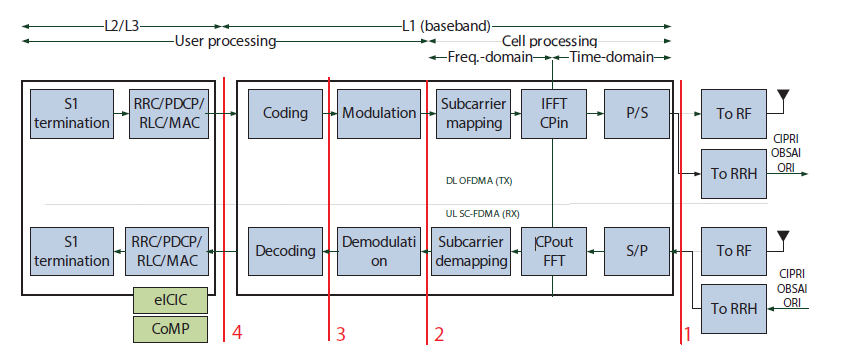 L2/L3
L1 (baseband)
User processing
Cell processing
Freq.-domain
Time-domain
S1
termination
RRC/PDCP/
RLC/MAC
Coding
Modulation
Subcarrier
mapping
IFFT
CPin
P/S
To RF
CIPRI
OBSAI
ORI
To RRH
DL OFDMA (TX)
UL SC-FDMA (RX)
S1
termination
RRC/PDCP/
RLC/MAC
Decoding
Demodulati
on
Subcarrier
demapping
CPout
FFT
S/P
To RF
CIPRI
OBSAI
ORI
To RRH
eICIC
CoMP
4
3
2
1